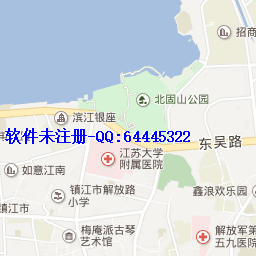 招商
北固山公园
滨江银座
软件未注册-QQ:64445322
东吴路
江苏大学
附属医院
如意江南
镇江市解放路
小学
鑫浪欢乐园
镇江市
梅庵派古琴
艺术馆
解放军第
五九医院